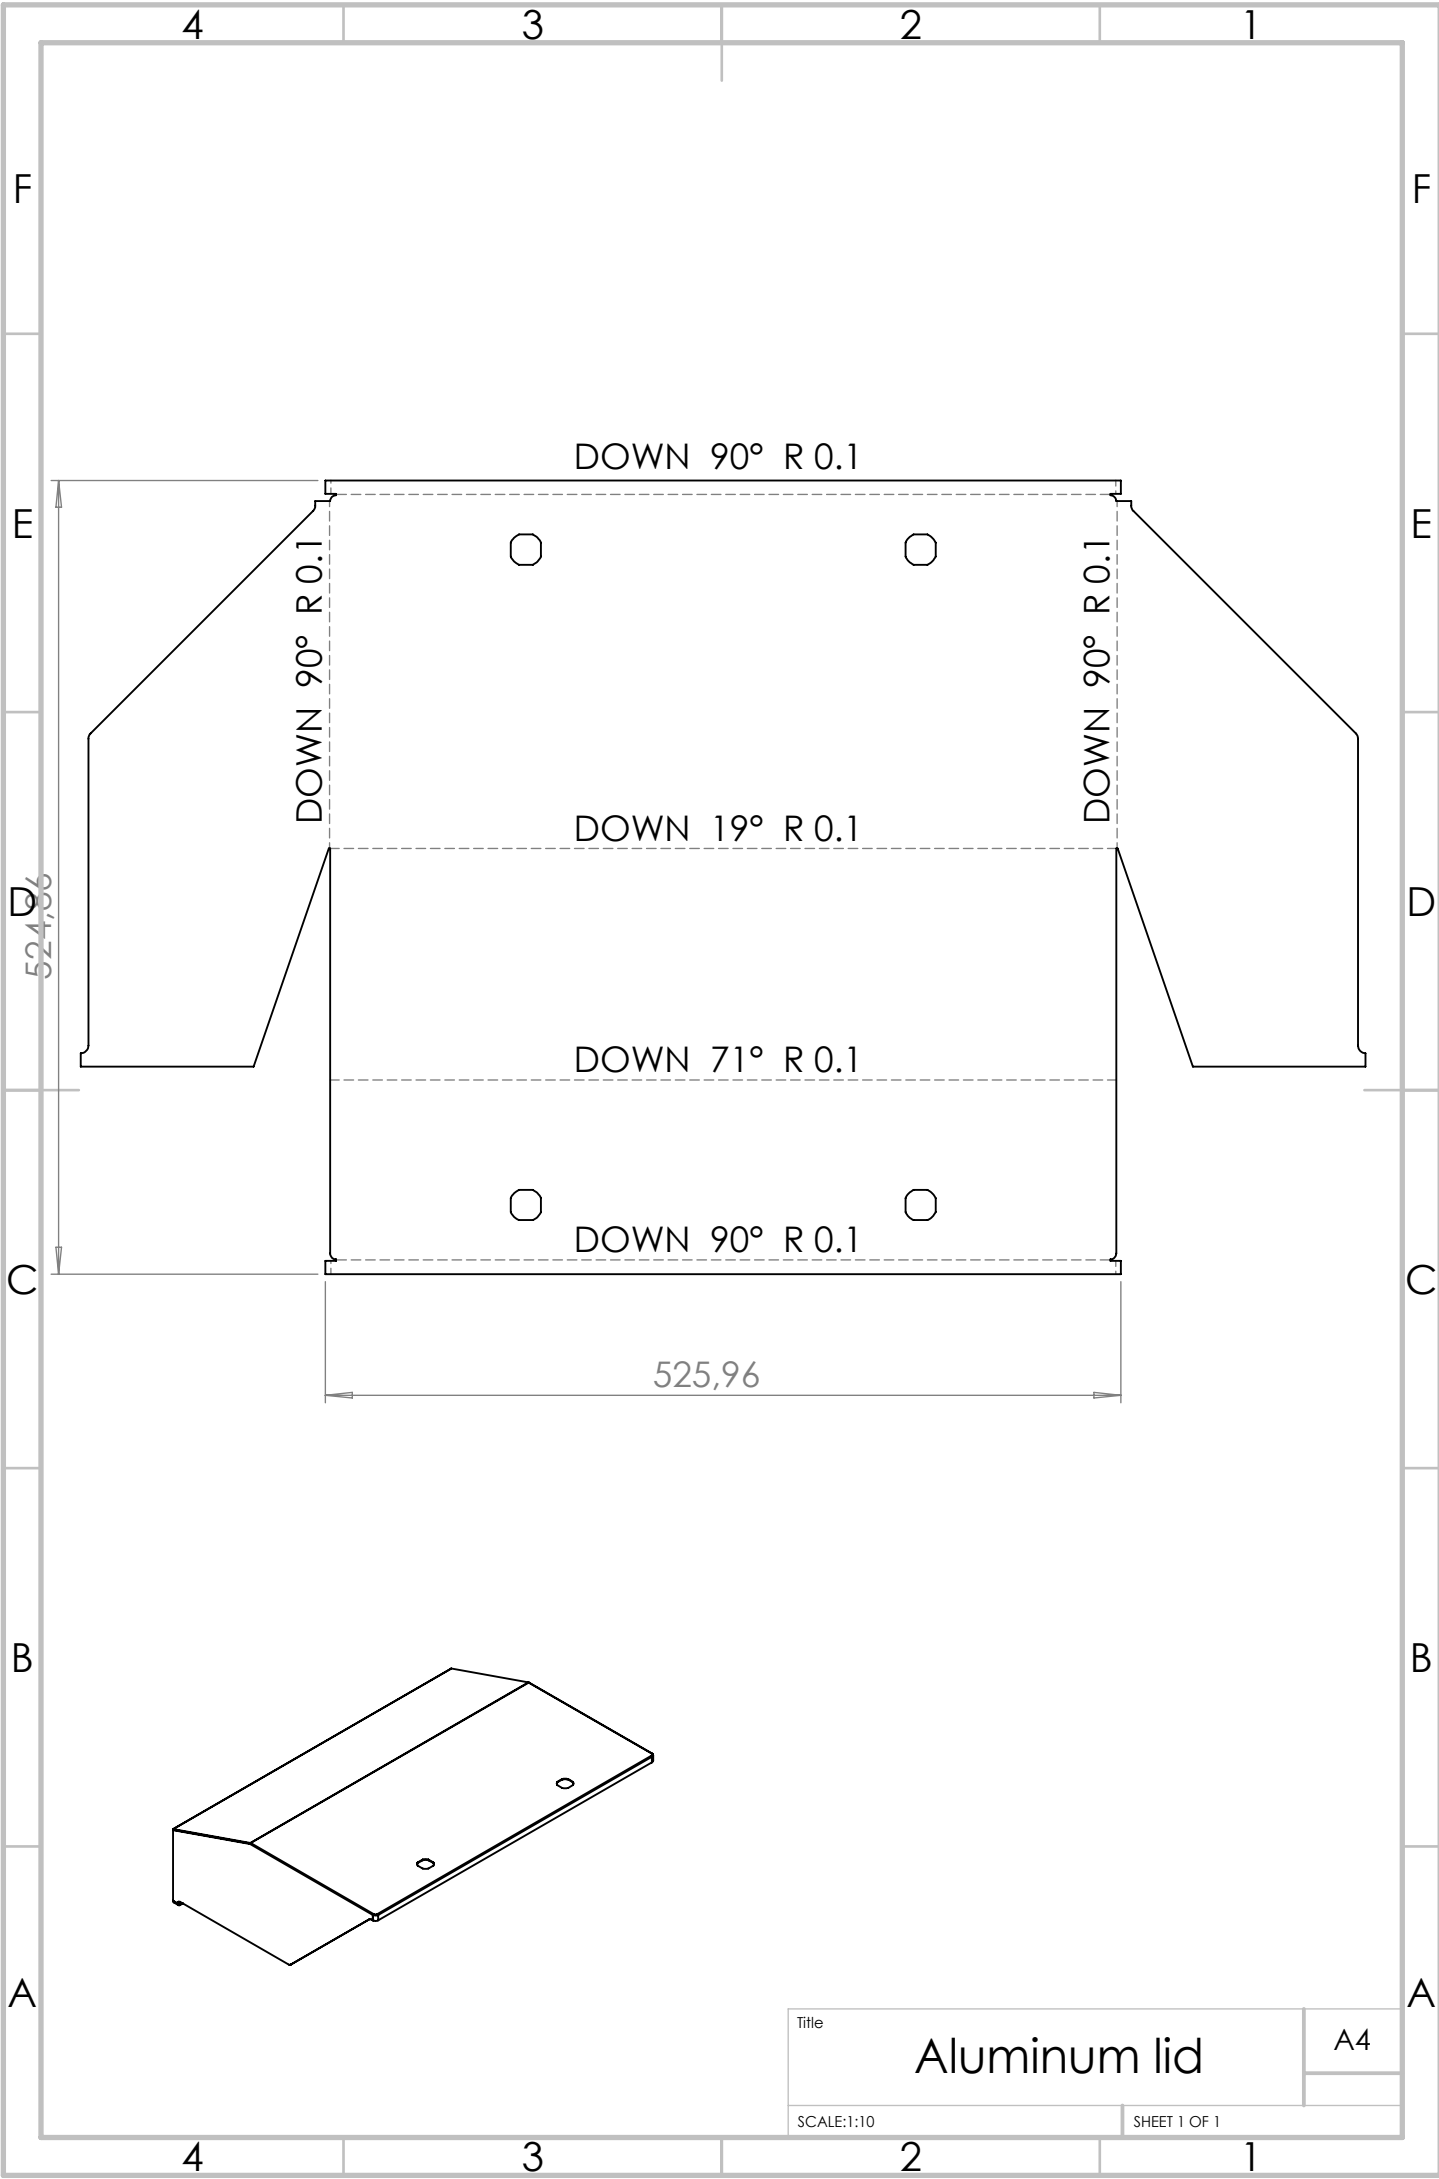 4 3 2 1
F F
DOWN 90° R 0.1
E E
DOWN 90° R 0.1
DOWN 90° R 0.1
DOWN 19° R 0.1
D D
524,86
DOWN 71° R 0.1
DOWN 90° R 0.1
C C
525,96
B B
A A
Title
Aluminum lid
A4
SCALE:1:10
SHEET 1 OF 1
4 3 2 1